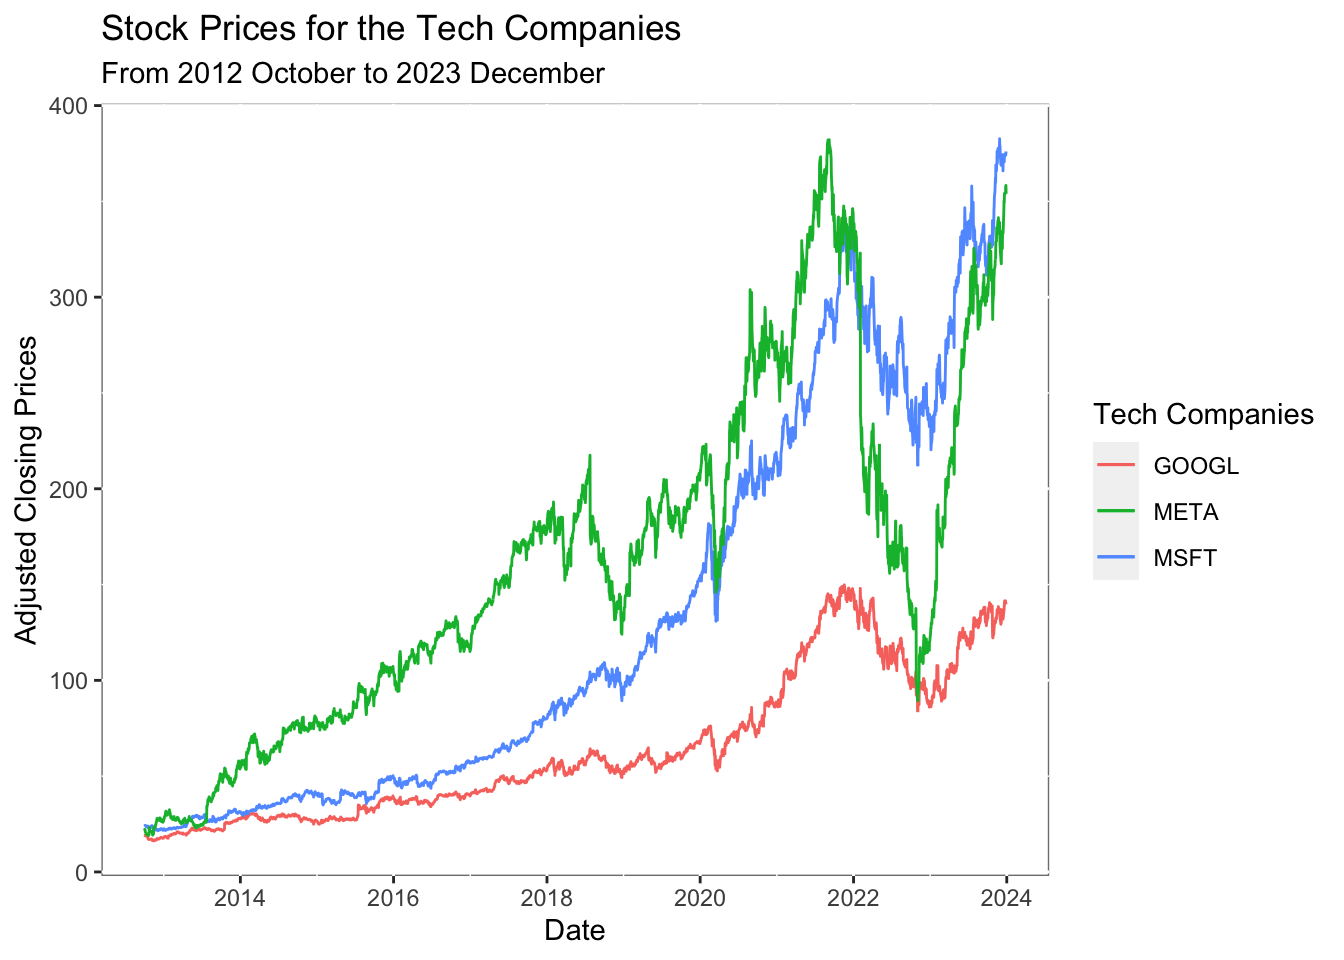 Stock Prices for the Tech Companies
From 2012 October to 2023 December
Adjusted Closing Prices
400
300
200
100
0
2014 2016 2018 2020 2022 2024
Date
Tech Companies
GOOGL
META
MSFT